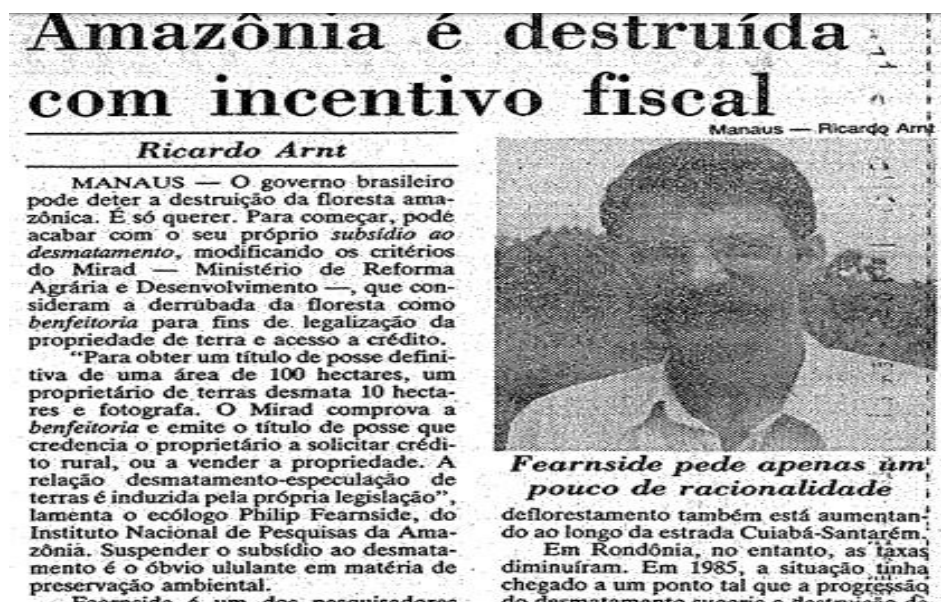 Amazônia é destruída
com incentivo fiscal
Ricardo Arnt
MANAUS — O governo brasileiro
pode deter a destruição da floresta ama-
zônica. É só querer. Para começar, pode
acabar com o seu próprio subsídio ao
desmatamento, modificando os critérios
do Mirad — Ministério de Reforma
Agrária e Desenvolvimento —, que con-
sideram a derrubada da floresta como
benfeitoria para fins de legalização da
propriedade de terra e acesso a crédito.
“Para obter um título de posse defini-
tiva de uma área de 100 hectares, um
proprietário de terras desmata 10 hecta-
res e fotografa. O Mirad comprova a
benfeitoria e emite o título de posse que
credencia o proprietário a solicitar crédi-
to rural, ou a vender a propriedade. A
relação desmatamento-especulação de
terras é induzida pela própria legislação”,
lamenta o ecólogo Philip Fearnside, do
Instituto Nacional de Pesquisas da Ama-
zônia. Suspender o subsídio ao desmata-
mento é o óbvio ululante em matéria de
preservação ambiental.
Fearnside é um dos pesquisadores
Manaus — Ricardo Arnt
Fearnside pede apenas um
pouco de racionalidade
deflorestamento também está aumentan-
do ao longo da estrada Cuiabá-Santarém.
Em Rondônia, no entanto, as taxas
diminuíram. Em 1985, a situação tinha
chegado a um ponto tal que a progressão
do desmatamento